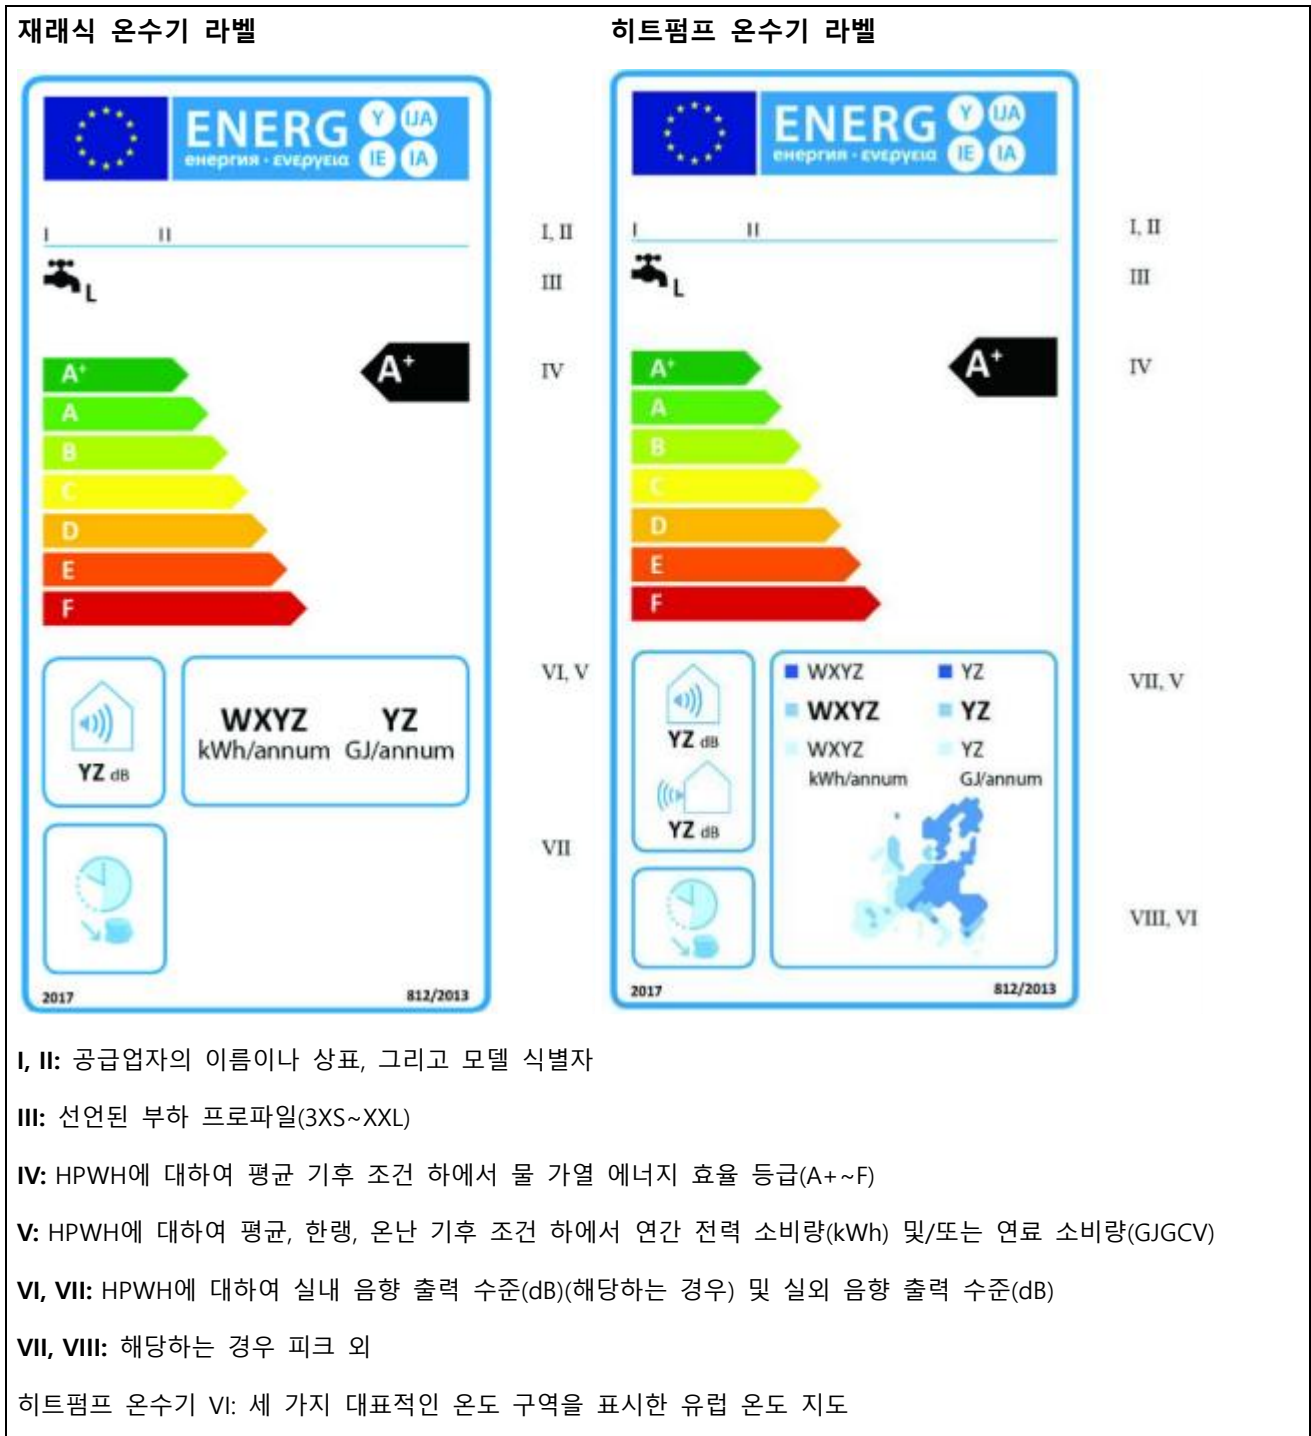 재래식 온수기 라벨
히트펌프 온수기 라벨
ENERG Y IJA
енергия · ενεργεια IE IA
I II
L
A+
A+
A
B
C
D
E
F
YZ dB
WXYZ YZ
kWh/annum GJ/annum
2017 812/2013
I, II
III
IV
VI, V
VII
ENERG Y IJA
енергия · ενεργεια IE IA
I II
L
A+
A+
A
B
C
D
E
F
YZ dB
YZ dB
WXYZ YZ
WXYZ YZ
WXYZ YZ
kWh/annum GJ/annum
2017 812/2013
I, II
III
IV
VII, V
VIII, VI
I, II: 공급업자의 이름이나 상표, 그리고 모델 식별자
III: 선언된 부하 프로파일(3XS~XXL)
IV: HPWH에 대하여 평균 기후 조건 하에서 물 가열 에너지 효율 등급(A+~F)
V: HPWH에 대하여 평균, 한랭, 온난 기후 조건 하에서 연간 전력 소비량(kWh) 및/또는 연료 소비량(GJGCV)
VI, VII: HPWH에 대하여 실내 음향 출력 수준(dB)(해당하는 경우) 및 실외 음향 출력 수준(dB)
VII, VIII: 해당하는 경우 피크 외
히트펌프 온수기 VI: 세 가지 대표적인 온도 구역을 표시한 유럽 온도 지도